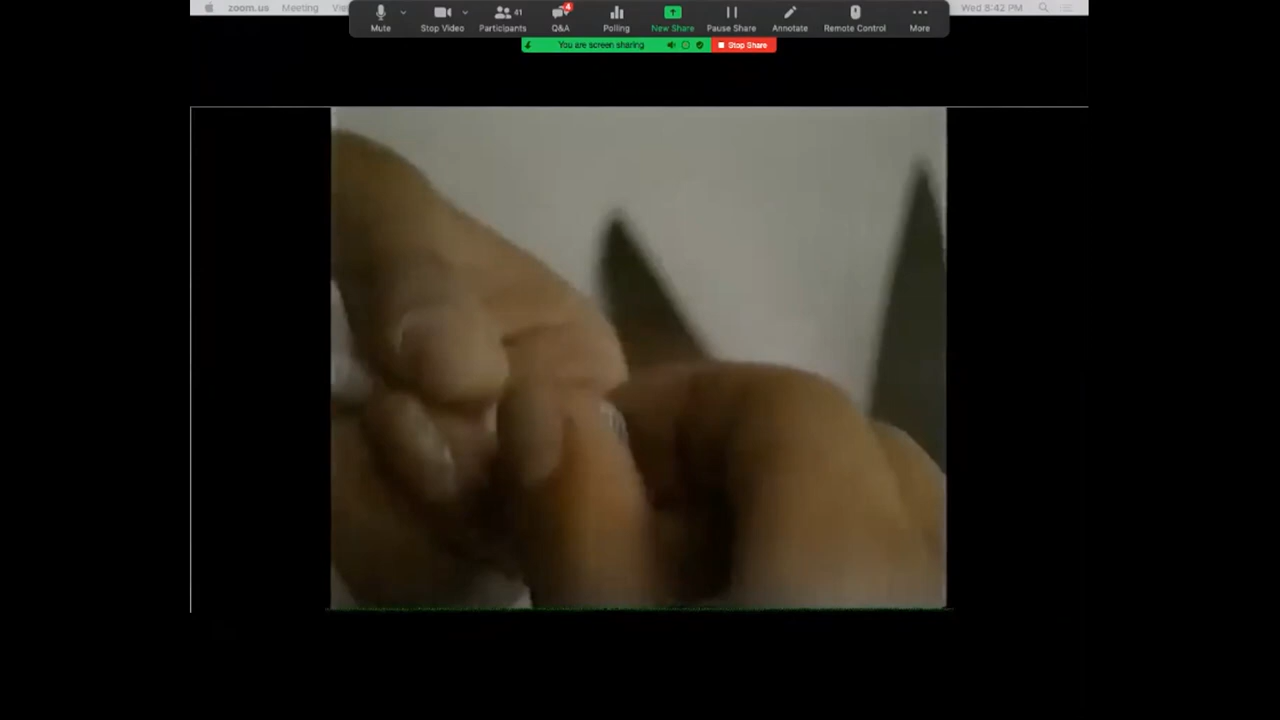 zoom.us Meeting
Wed 8:42 PM
Mute Stop Video Participants 41 Q&A 4 Polling New Share Pause Share Annotate Remote Control More
You are screen sharing Stop Share